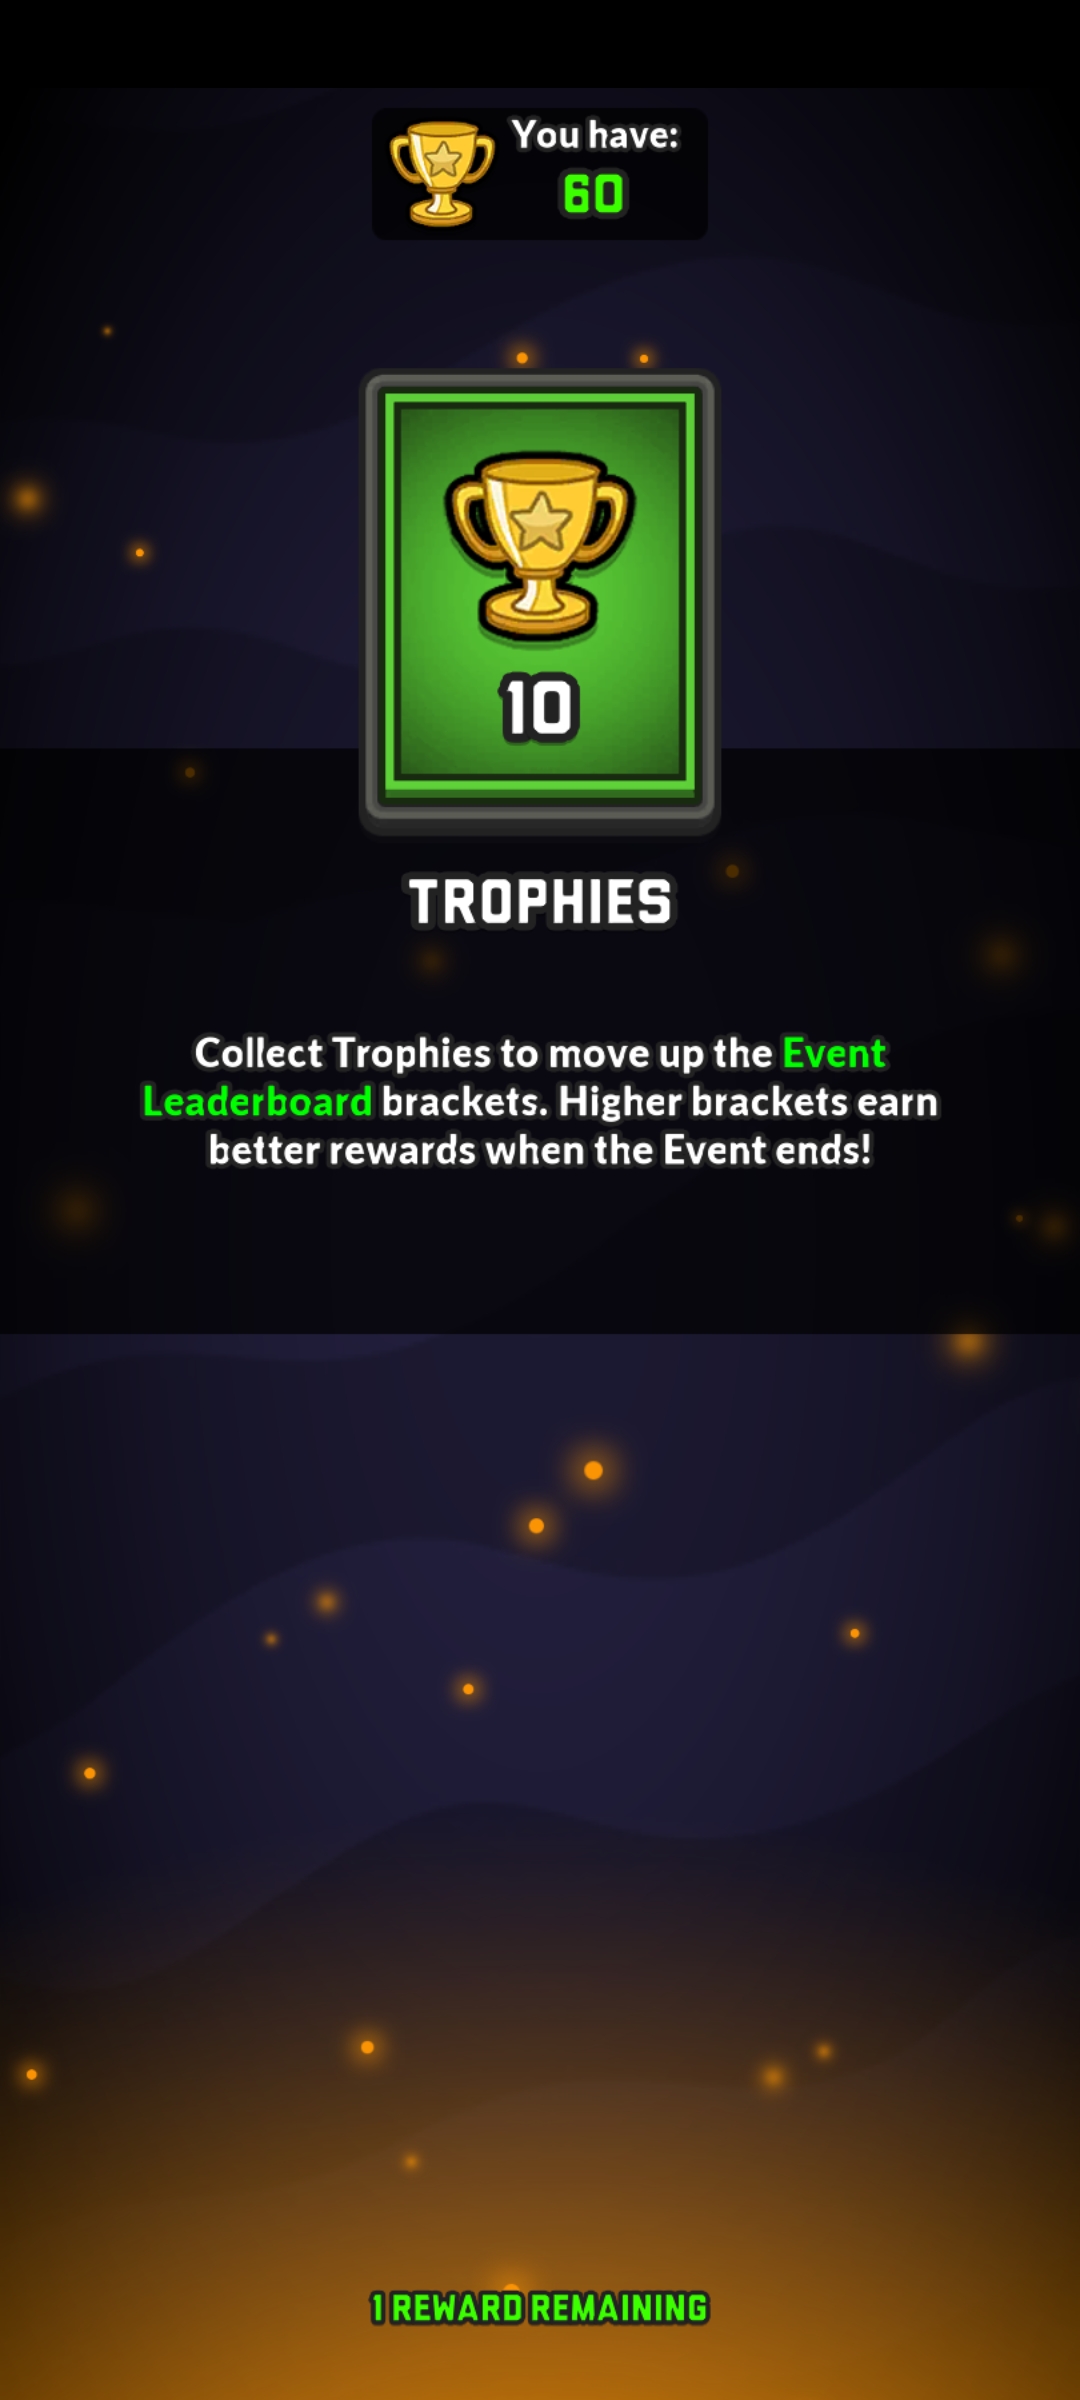 You have:
60
10
TROPHIES
Collect Trophies to move up the Event
Leaderboard brackets. Higher brackets earn
better rewards when the Event ends!
1 REWARD REMAINING